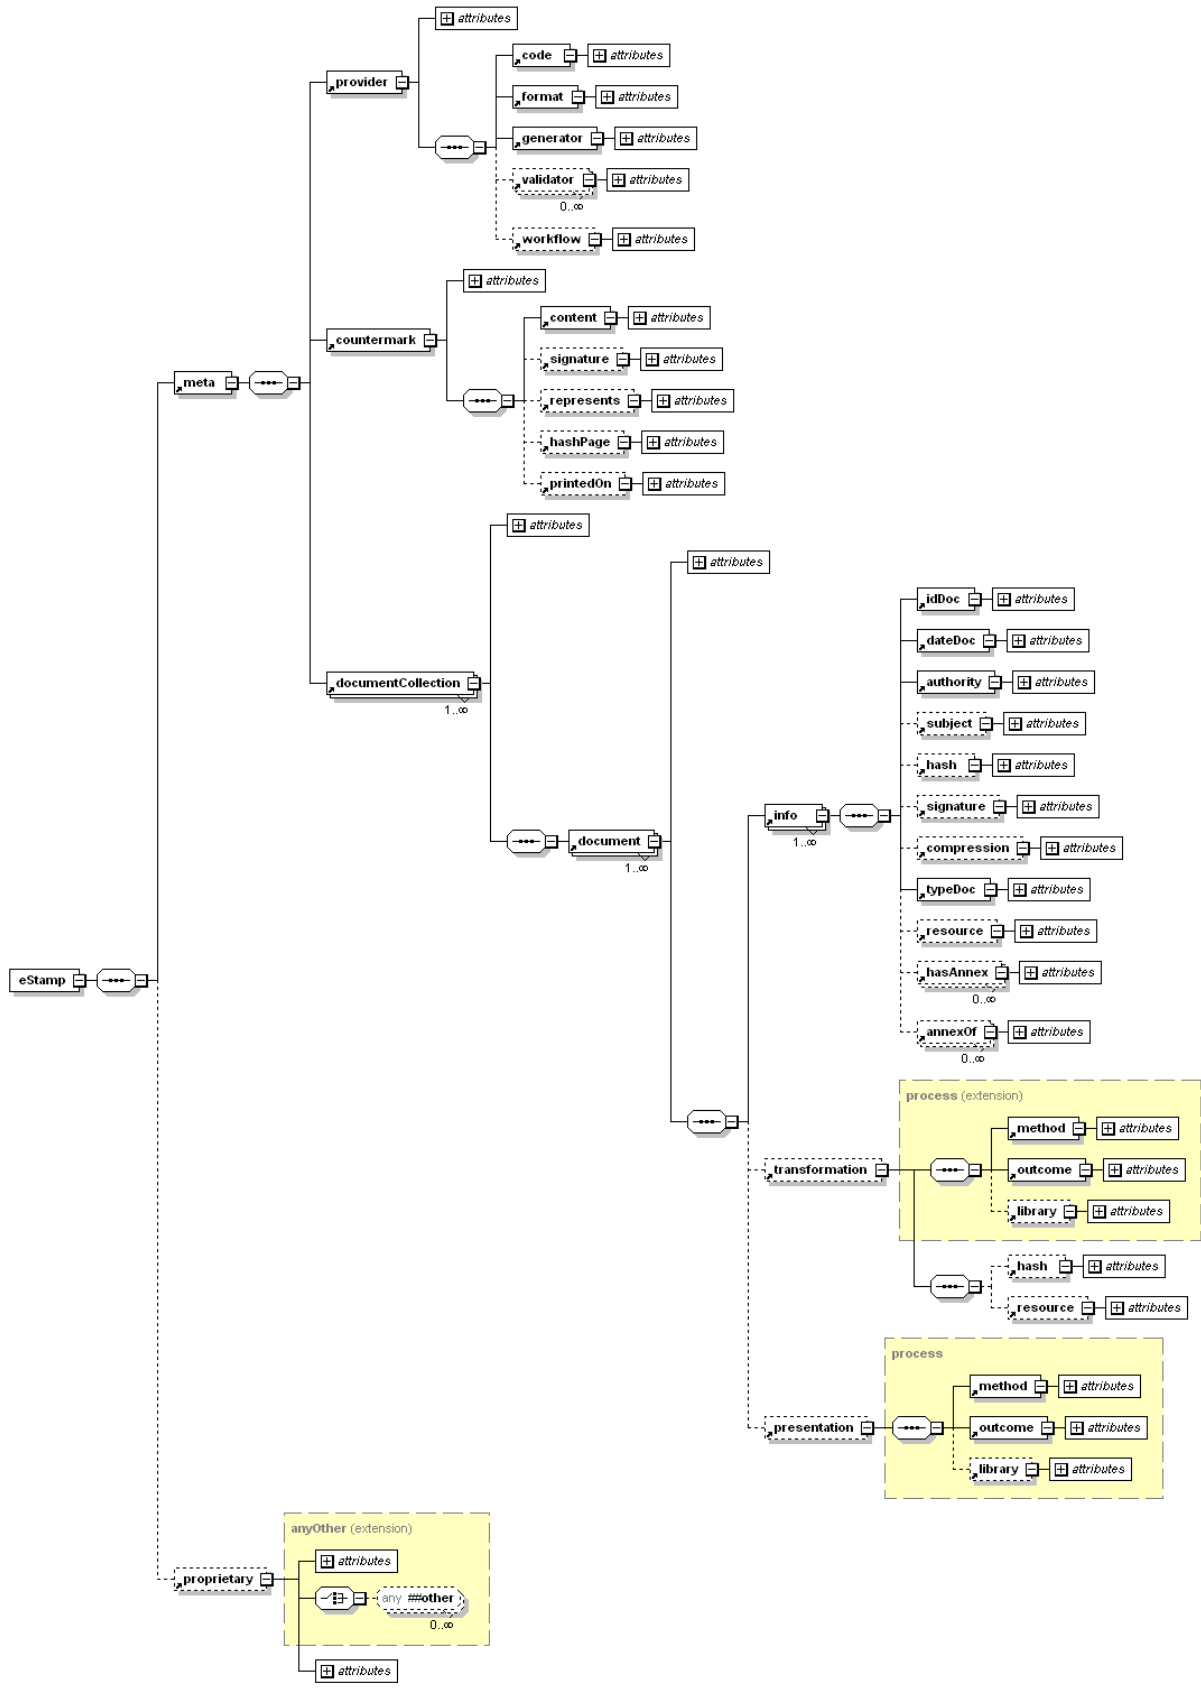 attributes
code attributes
provider
format attributes
generator attributes
validator attributes
0..∞
workflow attributes
attributes
content attributes
countermark
signature attributes
meta
represents attributes
hashPage attributes
printedOn attributes
attributes
attributes
idDoc attributes
dateDoc attributes
documentCollection
authority attributes
1..∞
subject attributes
hash attributes
signature attributes
info
1..∞
document
compression attributes
1..∞
typeDoc attributes
resource attributes
eStamp
hasAnnex attributes
0..∞
annexOf attributes
0..∞
process (extension)
method attributes
transformation
outcome attributes
library attributes
hash attributes
resource attributes
process
method attributes
presentation
outcome attributes
library attributes
anyOther (extension)
attributes
proprietary
any ##other
0..∞
attributes